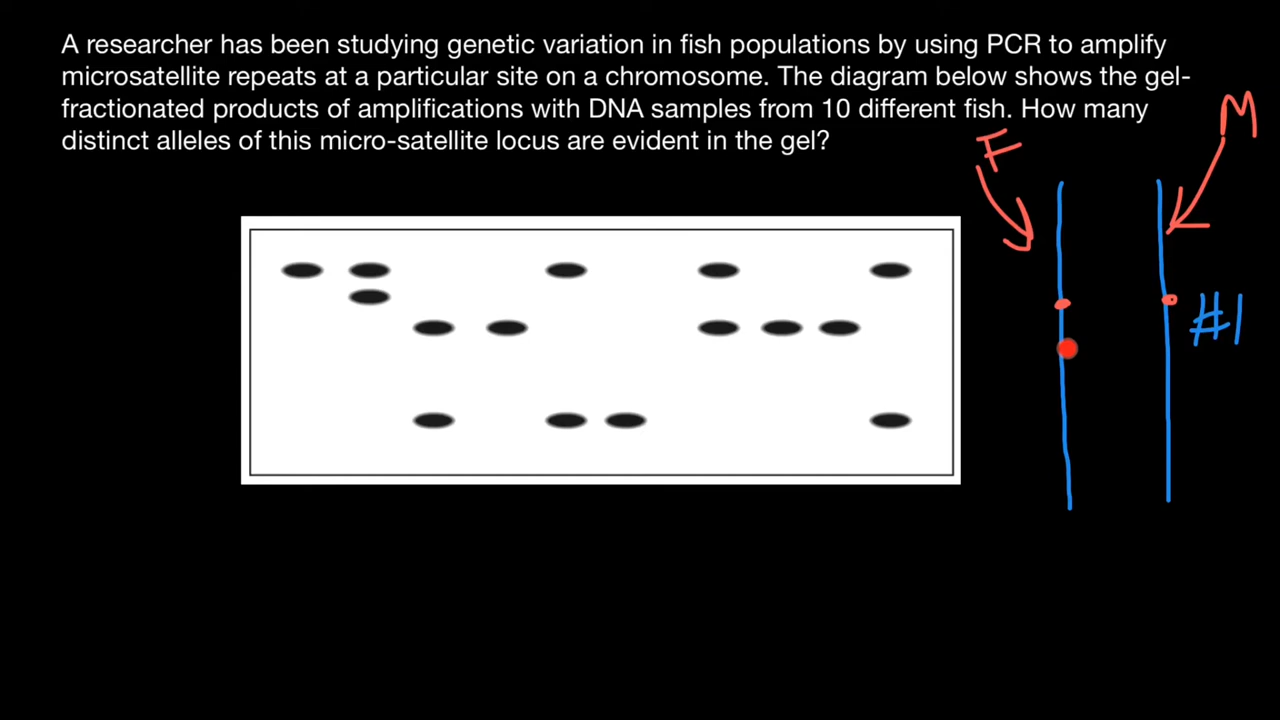 A researcher has been studying genetic variation in fish populations by using PCR to amplify
microsatellite repeats at a particular site on a chromosome. The diagram below shows the gel-
fractionated products of amplifications with DNA samples from 10 different fish. How many
distinct alleles of this micro-satellite locus are evident in the gel?
M
F
#1